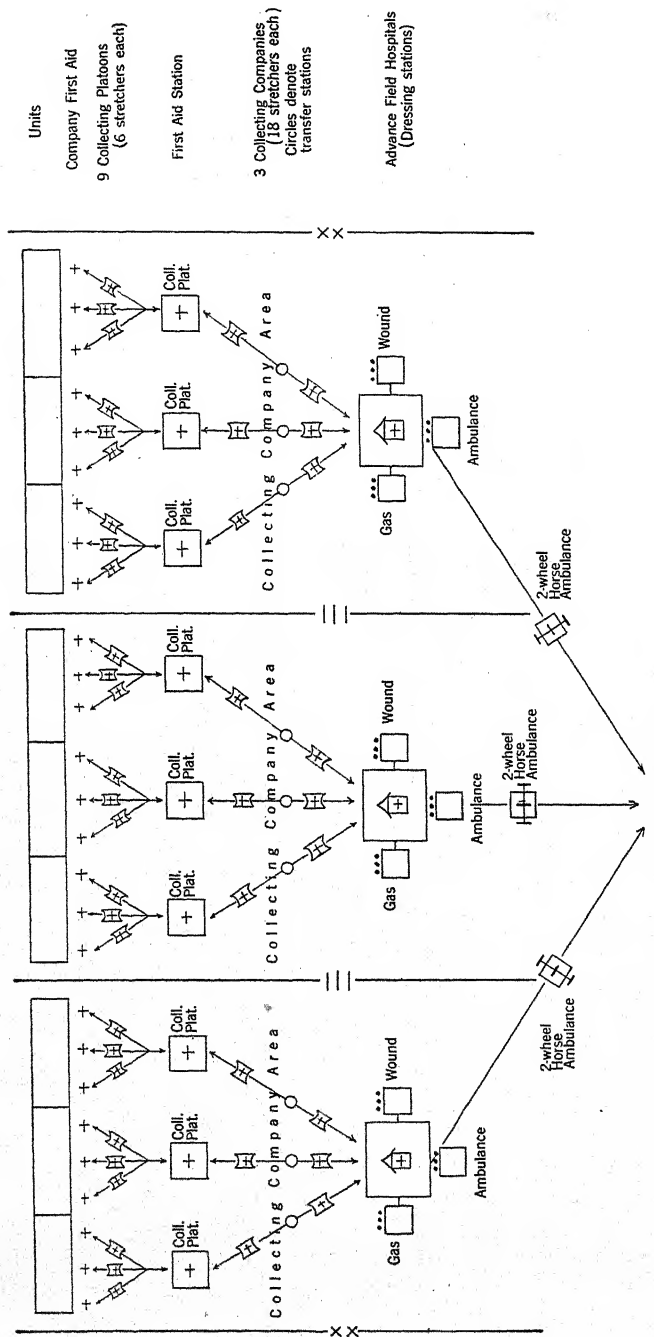 Units
Company First Aid
9 Collecting Platoons
(6 stretchers each)
First Aid Station
3 Collecting Companies
(18 stretchers each)
Circles denote
transfer stations
Advance Field Hospitals
(Dressing stations)
Coll.
Plat.
Coll.
Plat.
Coll.
Plat.
Collecting Company Area
Gas
Wound
Ambulance
2-wheel
Horse
Ambulance
XX
Coll.
Plat.
Coll.
Plat.
Coll.
Plat.
Collecting Company Area
Gas
Wound
Ambulance
2-wheel
Horse
Ambulance
|||
Coll.
Plat.
Coll.
Plat.
Coll.
Plat.
Collecting Company Area
Gas
Wound
Ambulance
2-wheel
Horse
Ambulance
|||
XX